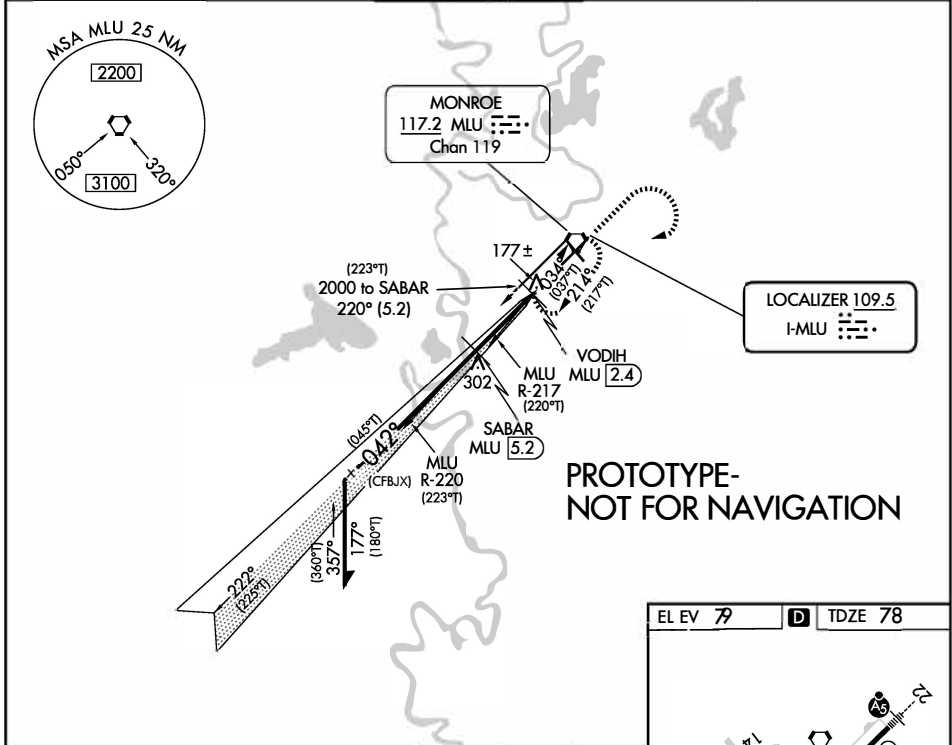 MSA MLU 25 NM
2200
050°
320°
3100
MONROE
117.2 MLU
Chan 119
177±
(223°T)
2000 to SABAR
220° (5.2)
034°
(037°T)
214°
(217°T)
LOCALIZER 109.5
I-MLU
VODIH
MLU 2.4
MLU
R-217
(220°T)
302
SABAR
MLU 5.2
(045°T)
042°
(CFBJX)
MLU
R-220
(223°T)
PROTOTYPE-
NOT FOR NAVIGATION
(360°T)
357°
177°
(180°T)
222°
(225°T)
EL EV 79
D
TDZE 78
A5
22
14